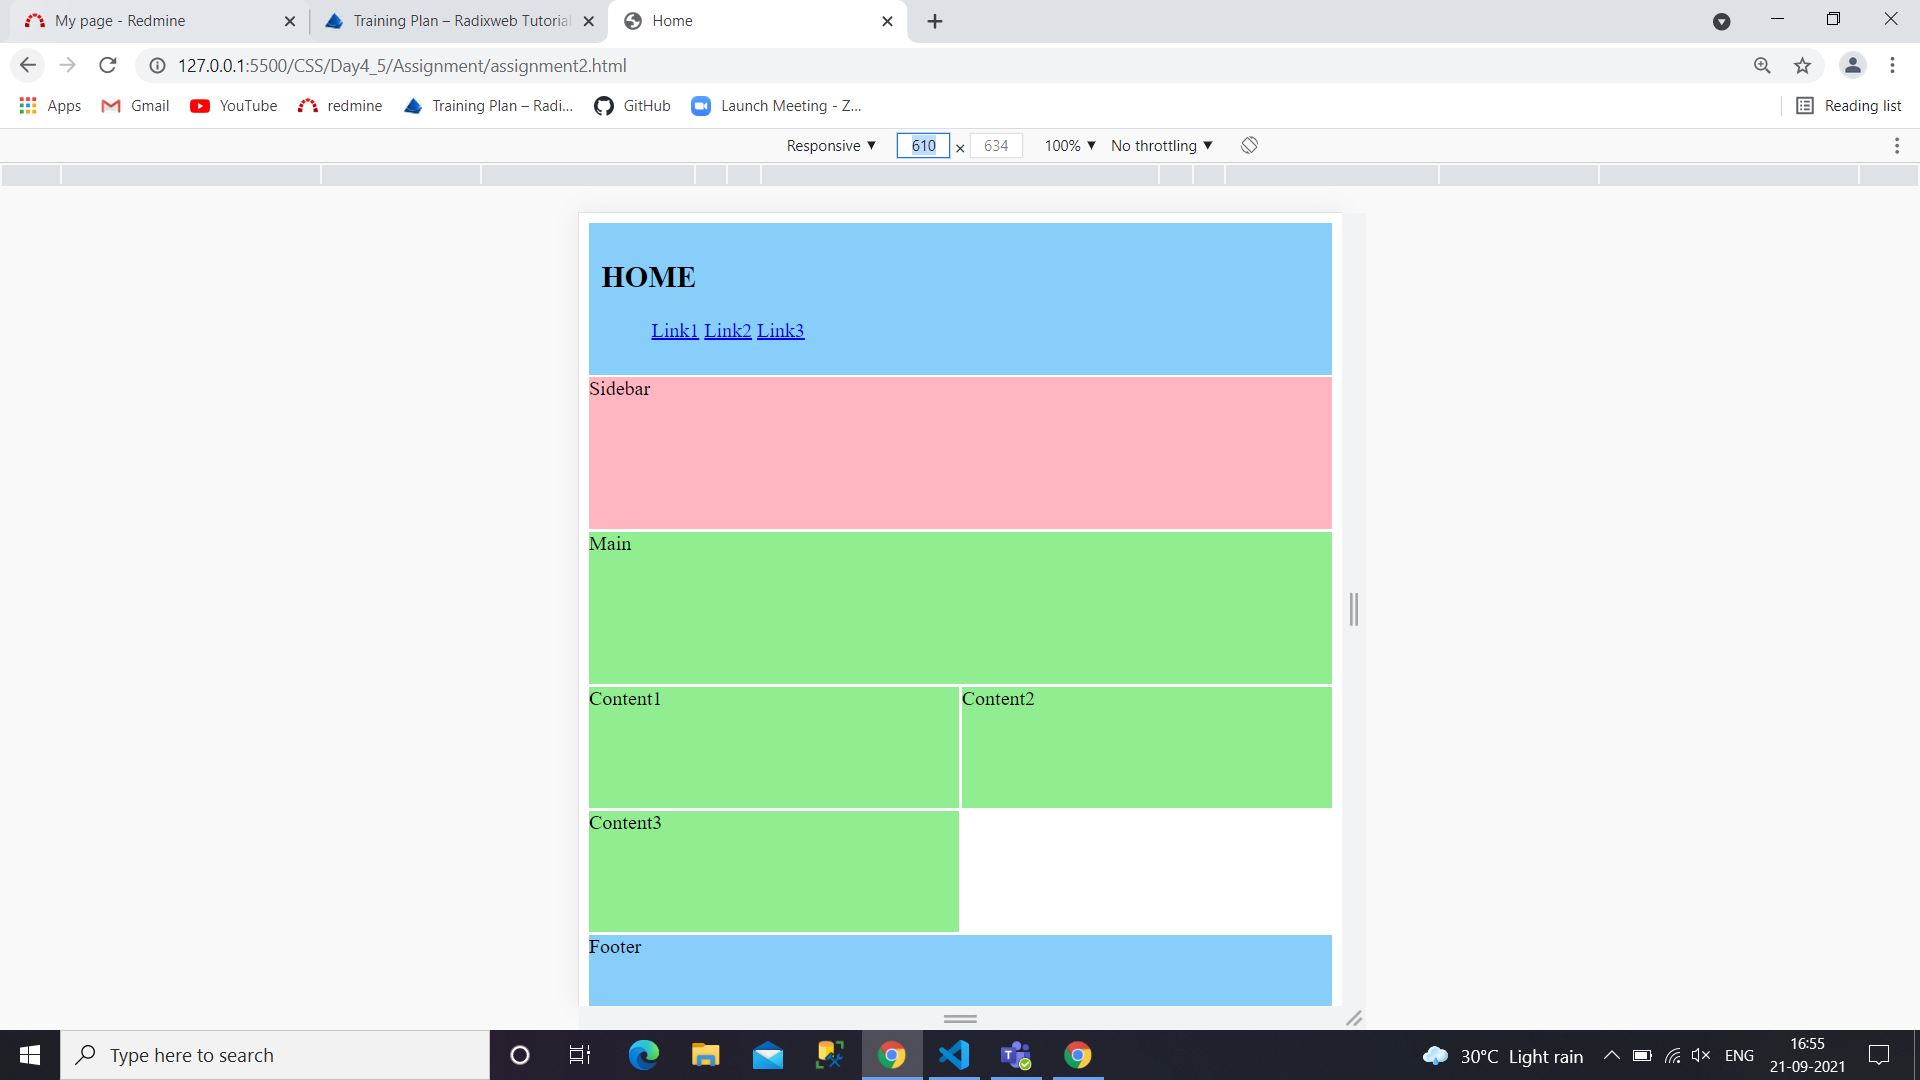 My page - Redmine
Training Plan – Radixweb Tutorial
Home
127.0.0.1:5500/CSS/Day4_5/Assignment/assignment2.html
Apps Gmail YouTube redmine Training Plan – Radi... GitHub Launch Meeting - Z... Reading list
Responsive ▼ 610 × 634 100% ▼ No throttling ▼
HOME
Link1 Link2 Link3
Sidebar
Main
Content1 Content2
Content3
Footer
Type here to search
30°C Light rain
ENG
16:55
21-09-2021